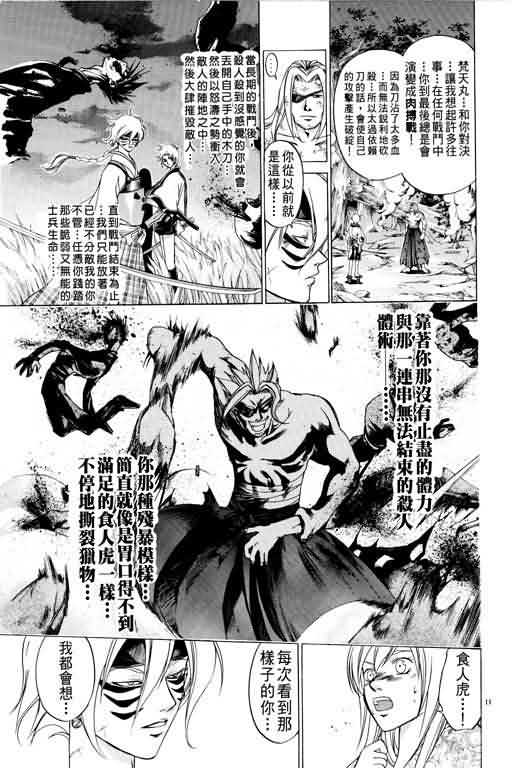 梵天丸…和你對決
…讓我想起許多往
事…在任何戰鬥中
…你到最後總是會
演變成肉搏戰！
因為刀沾了太多血
…而無法銳利地砍
殺…所以太過依賴
刀的話，會使自己
的攻擊產生破綻
…
你從以前就
是這樣…
當長期的戰鬥後
殺人殺到沒感覺的你就會
丟開自己手中的木刀…
然後以怒濤之勢衝入
敵人的陣地之中…
然後大肆摧毀敵人…
直到戰鬥結束為止
…我們只能放著
已經不分敵我的你
不管…任憑你踐踏
那些脆弱又無能的
士兵生命……
靠著你那沒有止盡的體力
與那一連串無法結束的殺人
體術……
你那種殘暴模樣…
簡直就像是胃口得不到
滿足的食人虎一樣…
不停地撕裂獵物…
食人虎…！
每次看到那
樣子的你…
我都會想…